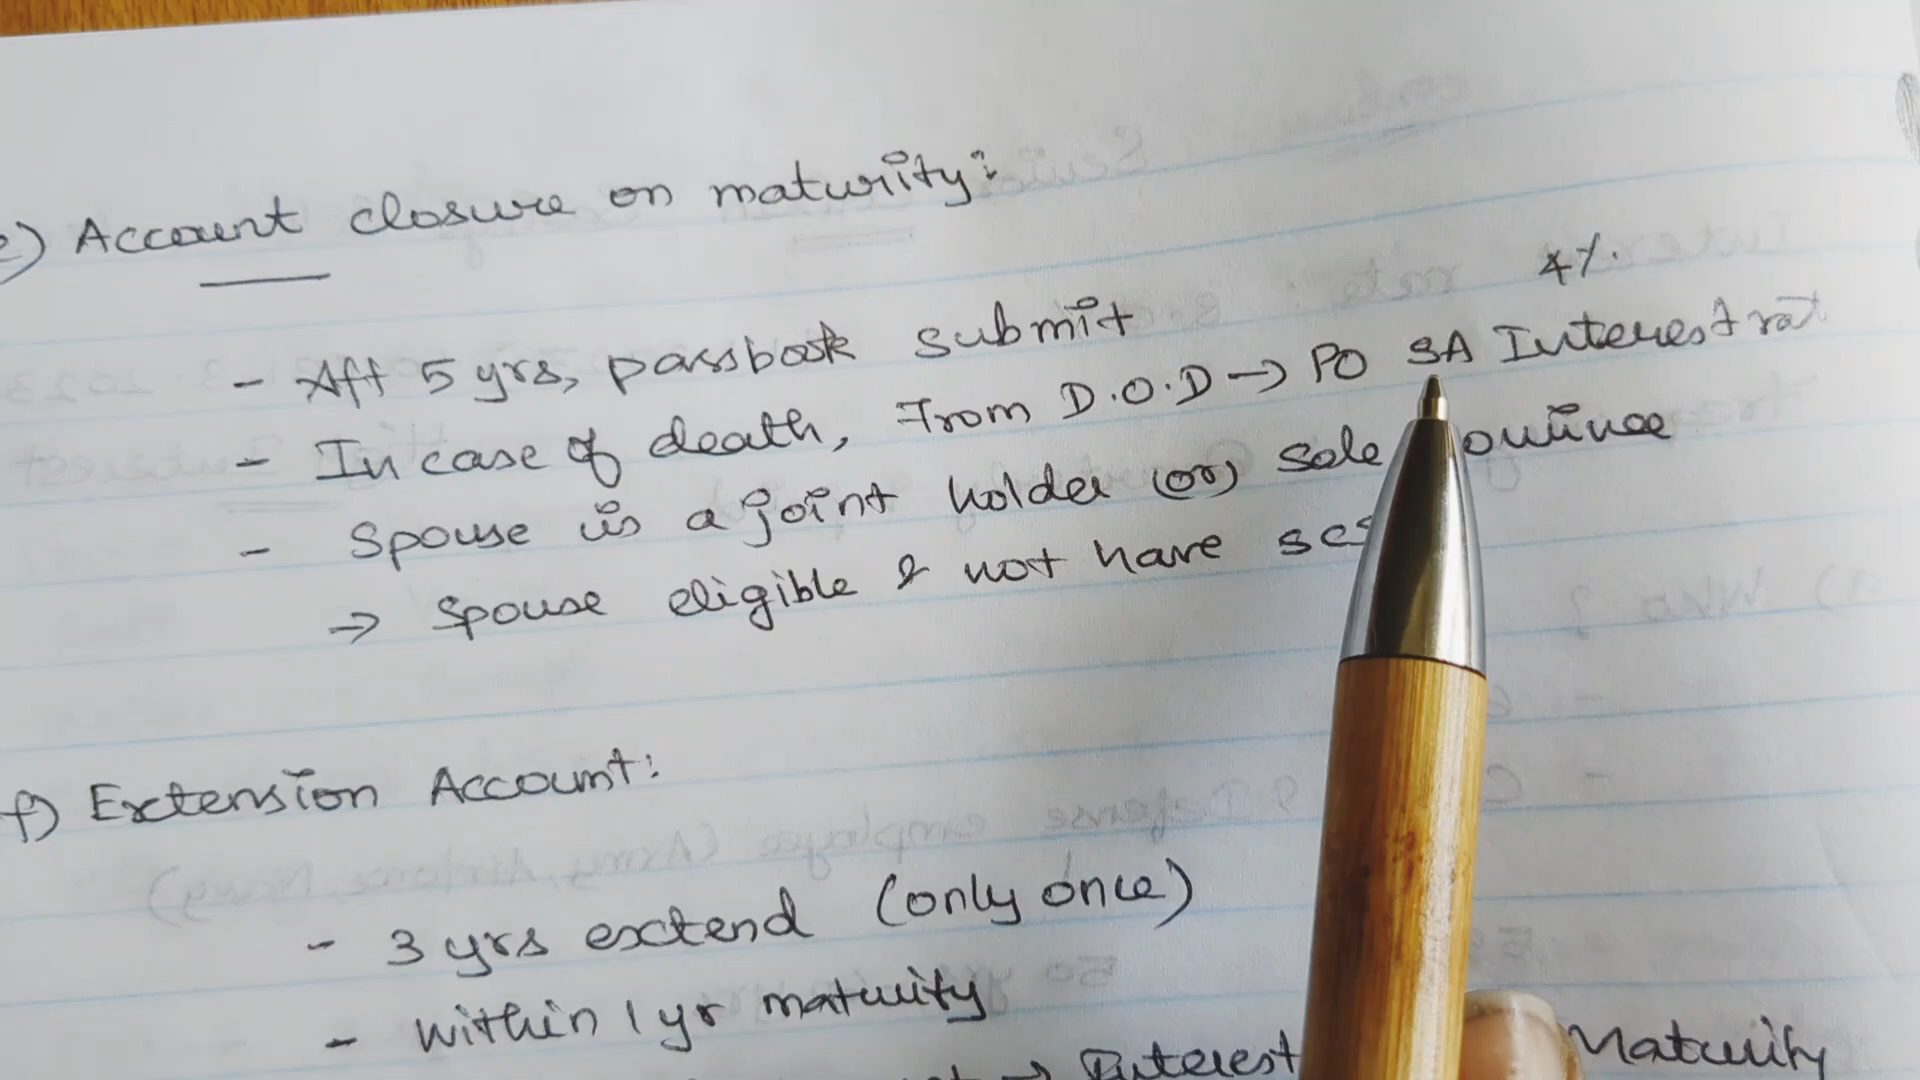 e) Account closure on maturity:
- Aft 5 yrs, passbook submit
4%.
- In case of death, From D.O.D → PO SA Interest rat
- Spouse is a joint holder (or) sole
→ Spouse eligible & not have SCS
f) Extension Account:
- 3 yrs extend (only once)
- within 1 yr maturity
→ Interest Maturity